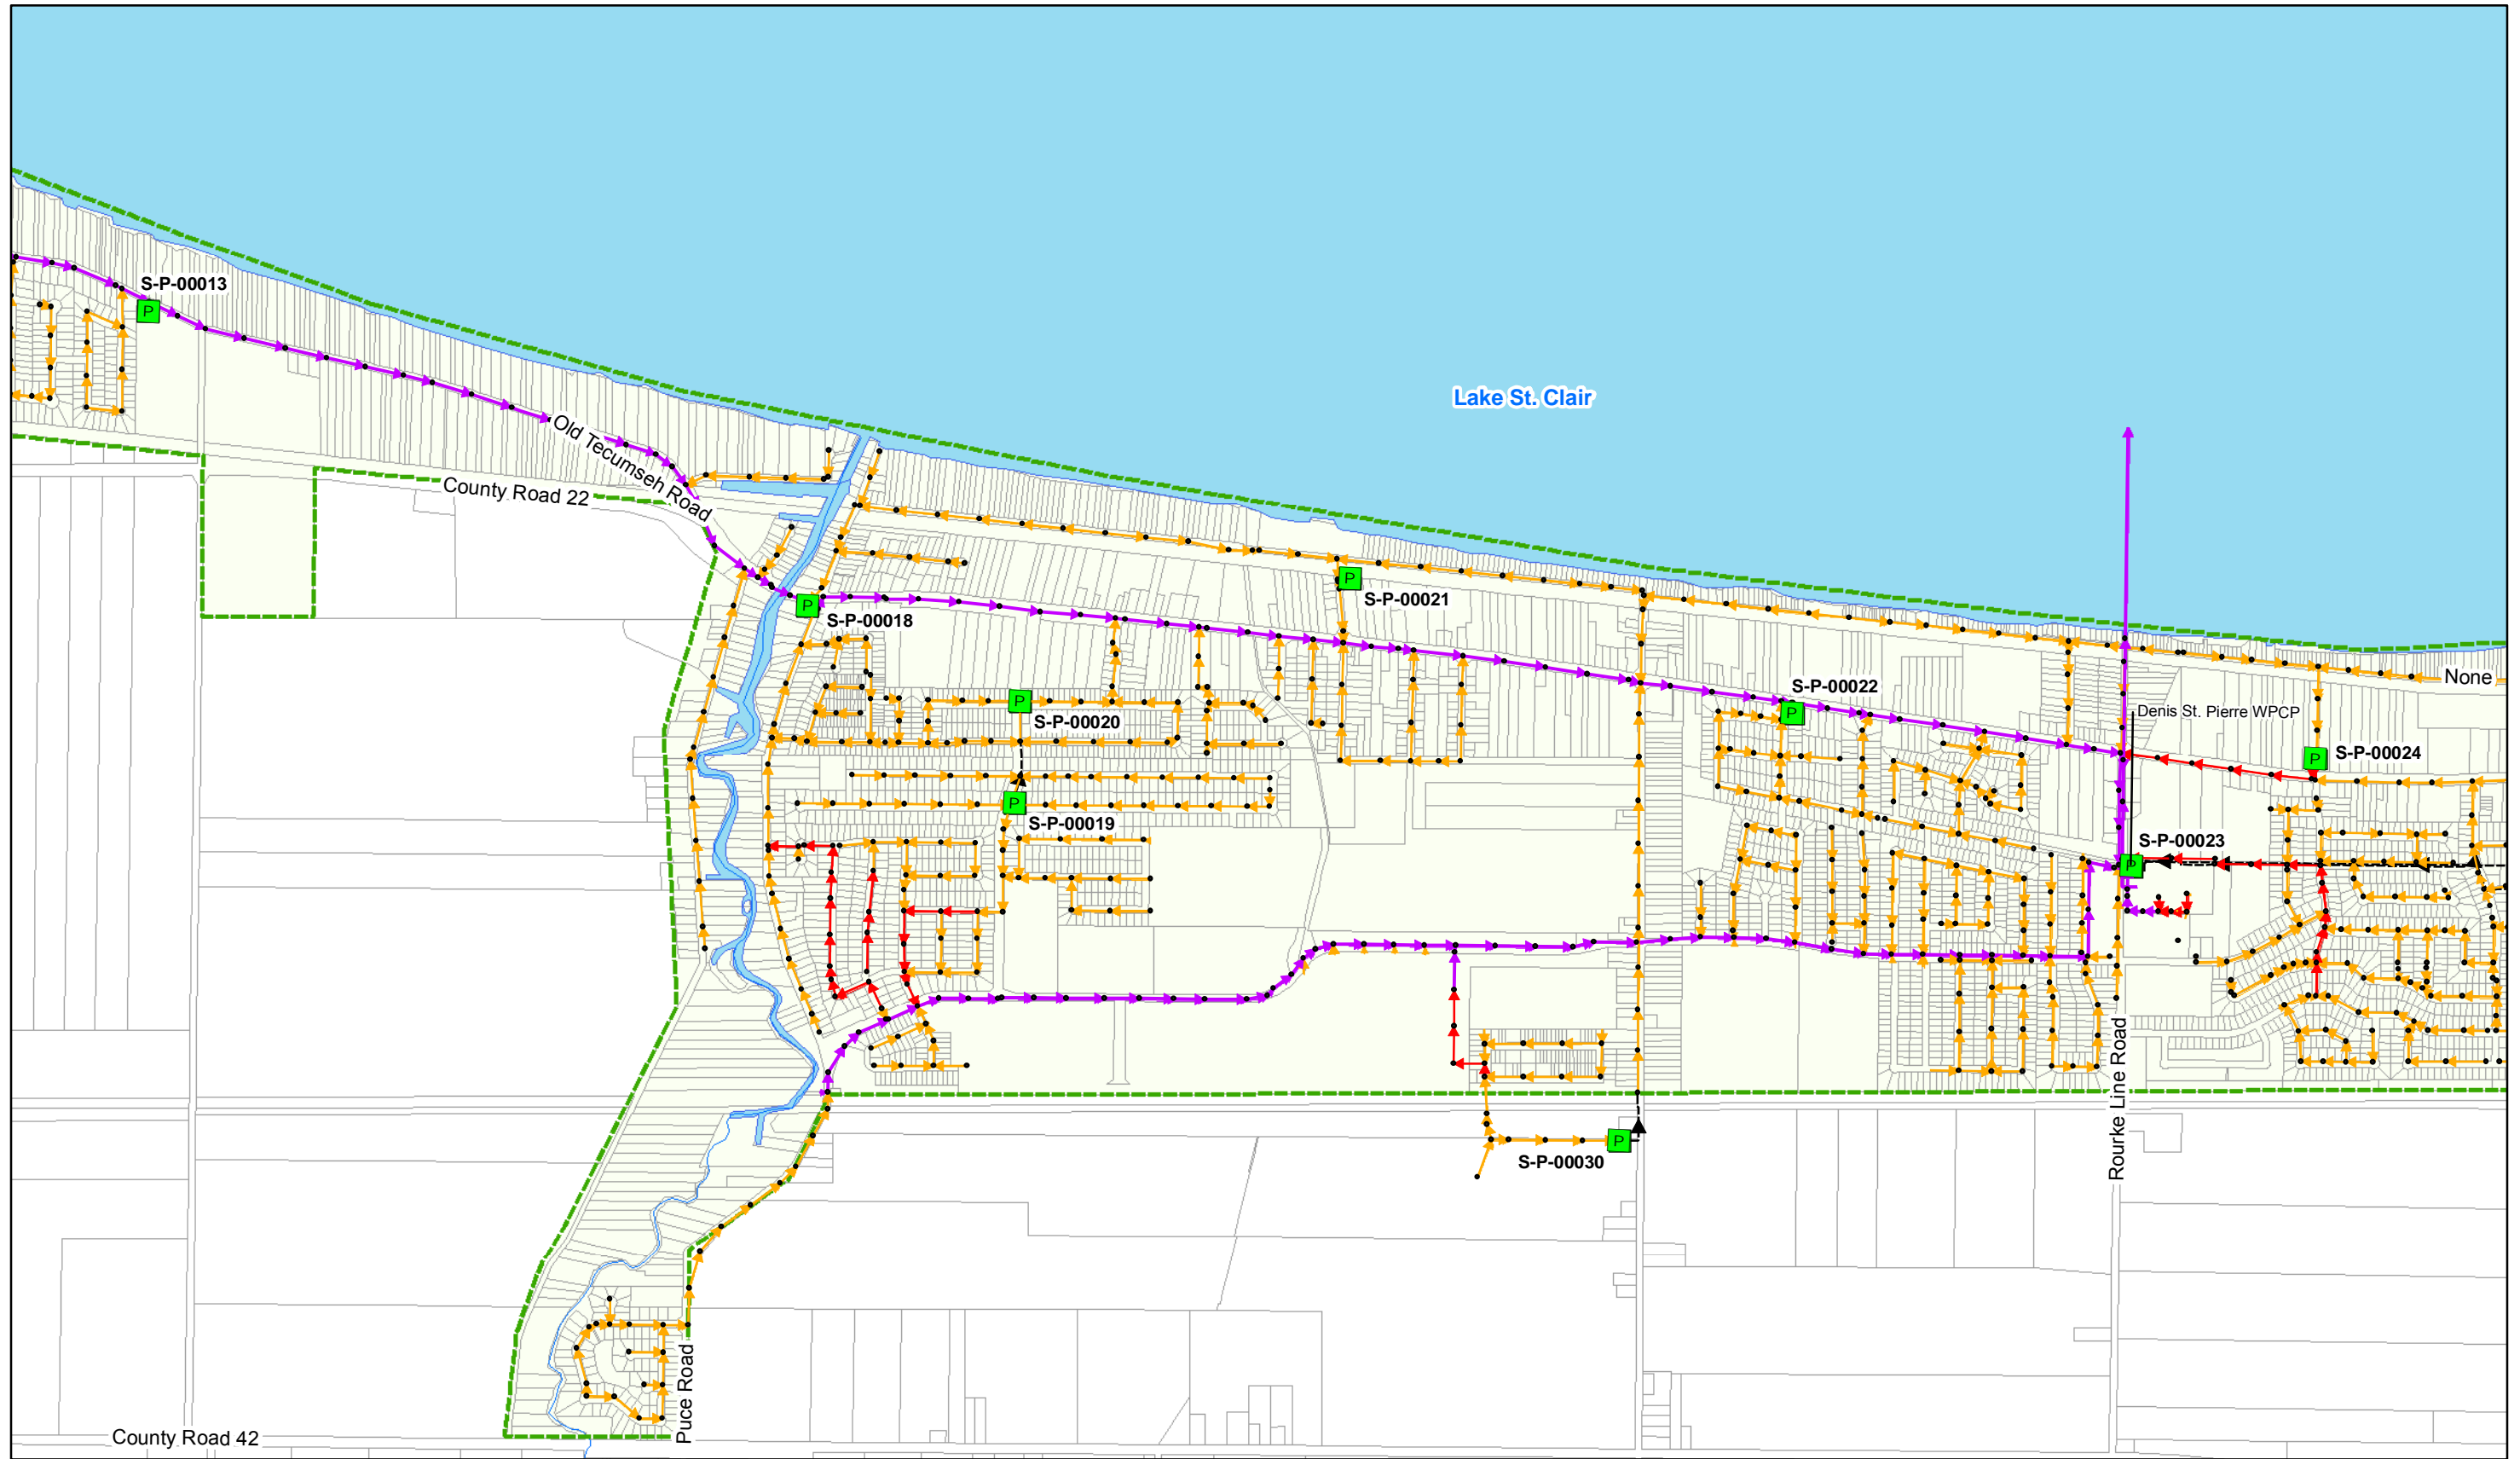 S-P-00013
P
Lake St. Clair
Old Tecumseh Road
County Road 22
P
S-P-00021
P
S-P-00018
None
P
S-P-00020
S-P-00022
P
Denis St. Pierre WPCP
P
S-P-00024
P
S-P-00019
S-P-00023
P
Rourke Line Road
P
S-P-00030
Puce Road
County Road 42